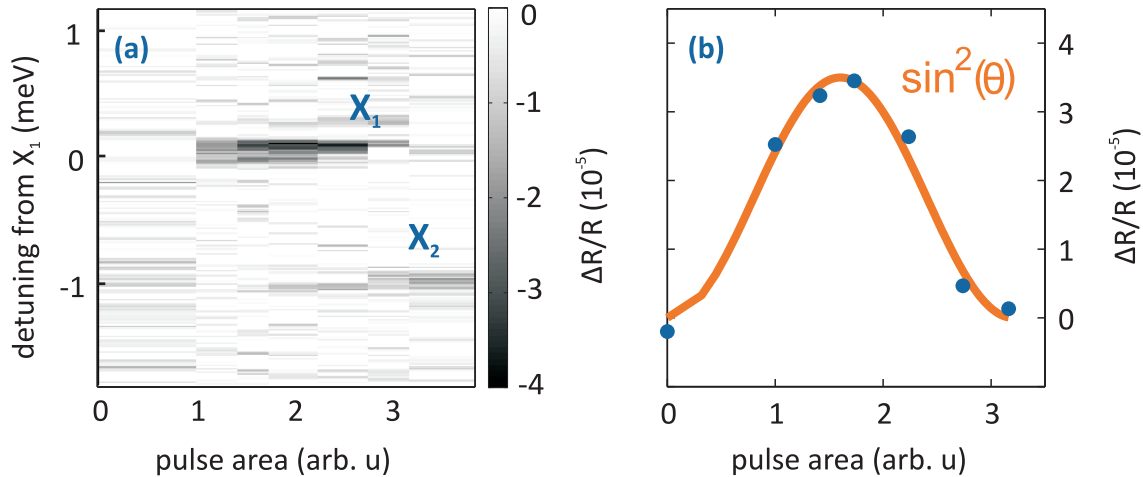 (a)
detuning from X₁ (meV)
1
0
-1
X₁
X₂
0
1
2
3
pulse area (arb. u)
0
-1
-2
-3
-4
ΔR/R (10⁻⁵)
(b)
sin²(θ)
4
3
2
1
0
ΔR/R (10⁻⁵)
0
1
2
3
pulse area (arb. u)